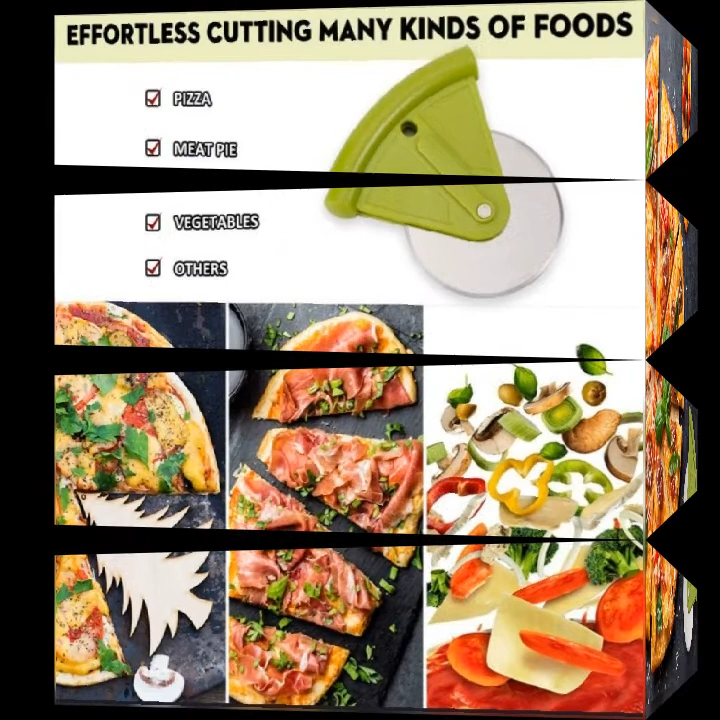 EFFORTLESS CUTTING MANY KINDS OF FOODS
PIZZA
MEAT PIE
VEGETABLES
OTHERS